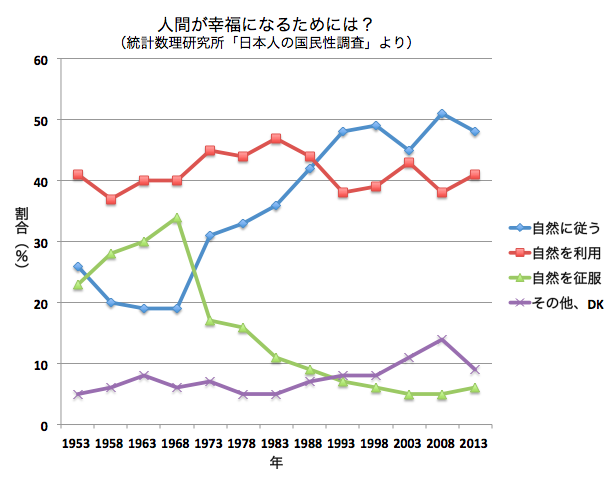 人間が幸福になるためには？
（統計数理研究所「日本人の国民性調査」より）
60
50
40
30
20
10
0
割合（%）
1953 1958 1963 1968 1973 1978 1983 1988 1993 1998 2003 2008 2013
年
自然に従う
自然を利用
自然を征服
その他、DK